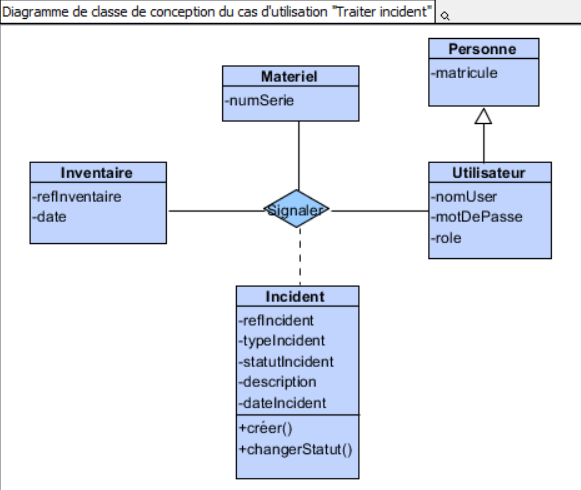 Diagramme de classe de conception du cas d'utilisation "Traiter incident"
Personne
-matricule
Materiel
-numSerie
Inventaire
-refInventaire
-date
Signaler
Utilisateur
-nomUser
-motDePasse
-role
Incident
-refIncident
-typeIncident
-statutIncident
-description
-dateIncident
+créer()
+changerStatut()